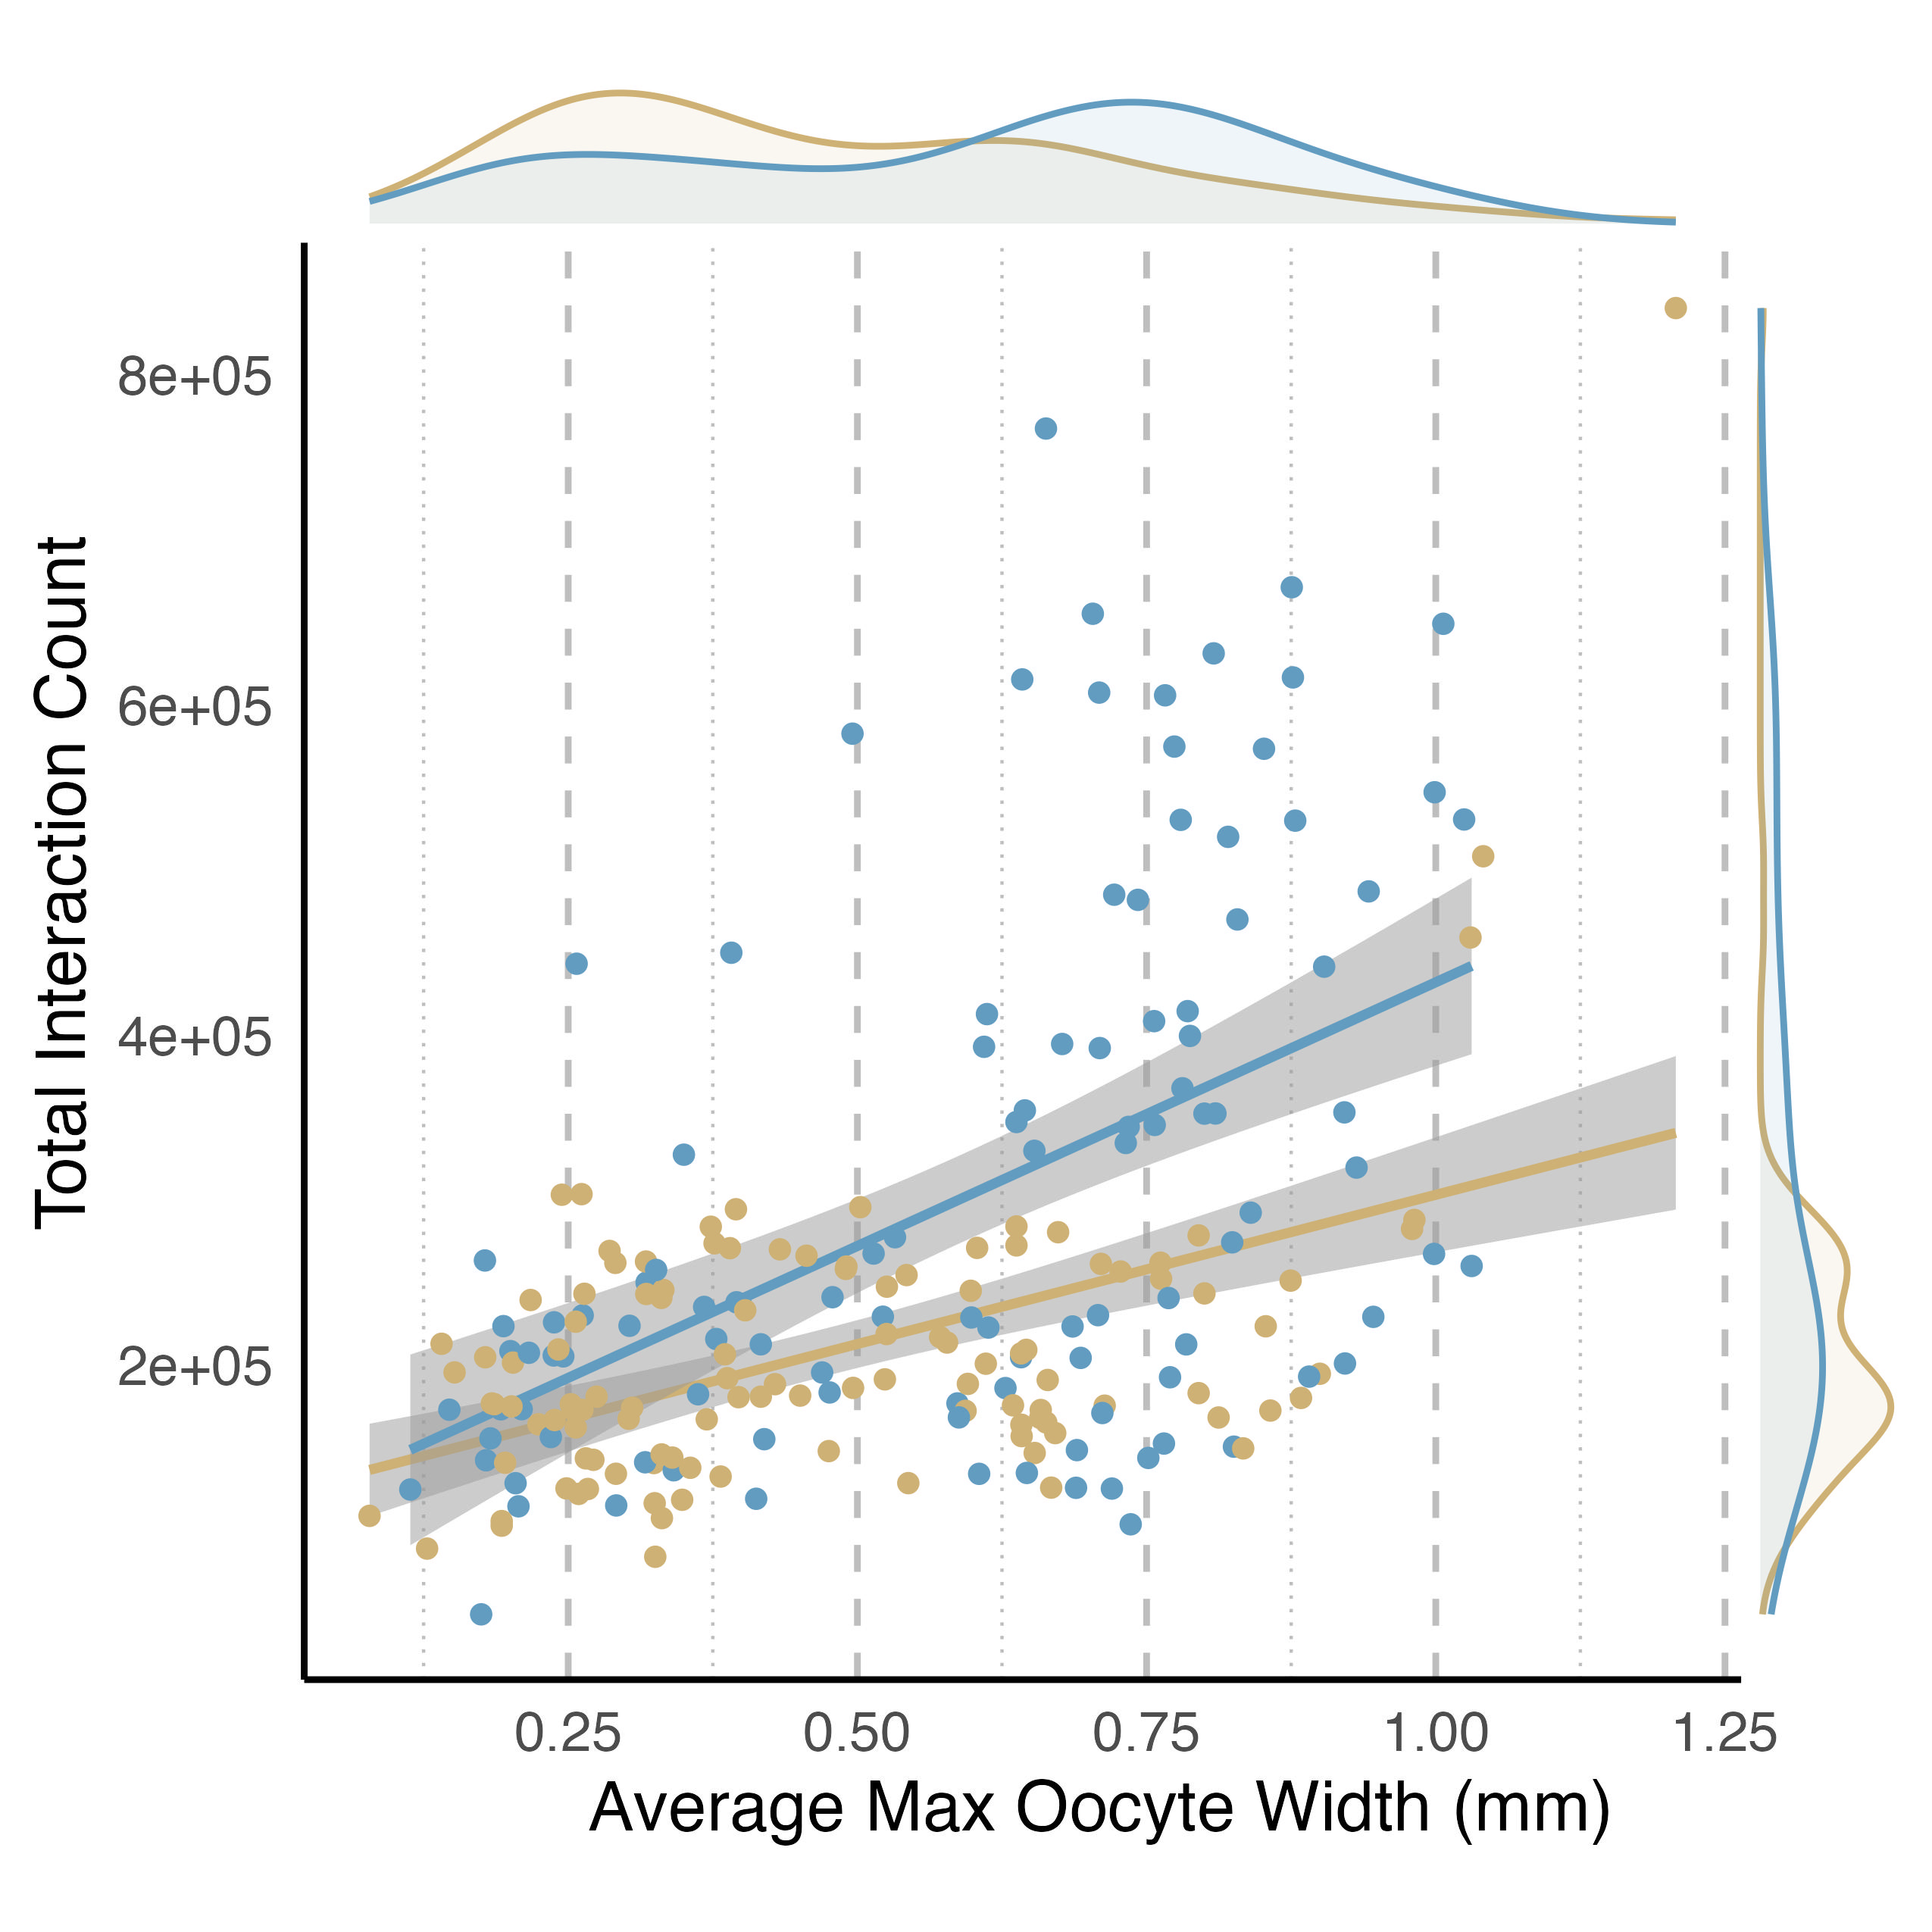 Total Interaction Count
8e+05
6e+05
4e+05
2e+05
0.25 0.50 0.75 1.00 1.25
Average Max Oocyte Width (mm)